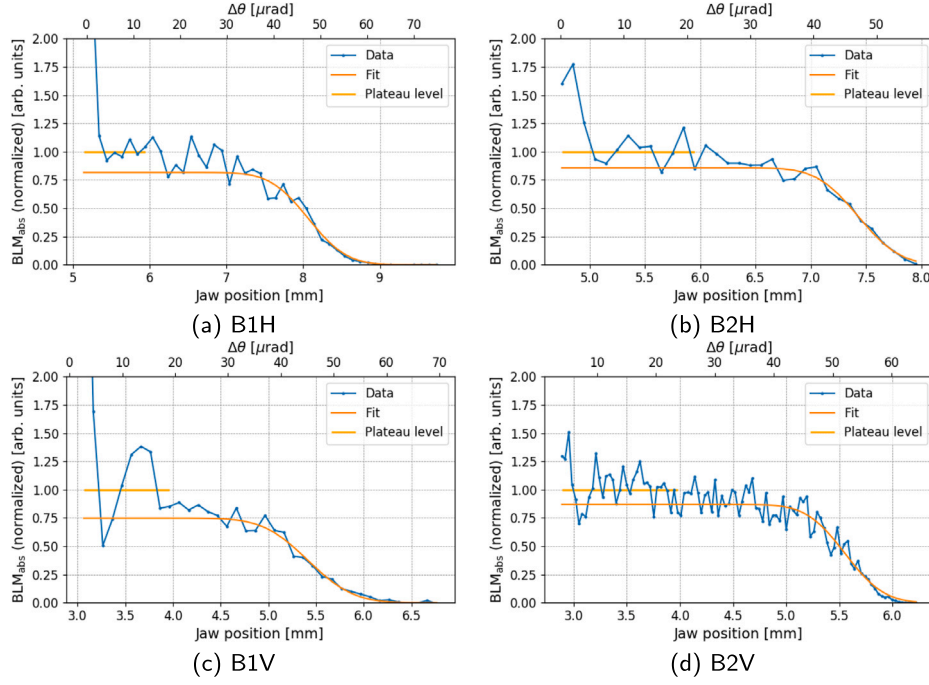 Δθ [μrad]
0 10 20 30 40 50 60 70
2.00
1.75
1.50
1.25
1.00
0.75
0.50
0.25
0.00
BLM_abs (normalized) [arb. units]
Data
Fit
Plateau level
5 6 7 8 9
Jaw position [mm]
(a) B1H
Δθ [μrad]
0 10 20 30 40 50
2.00
1.75
1.50
1.25
1.00
0.75
0.50
0.25
0.00
BLM_abs (normalized) [arb. units]
Data
Fit
Plateau level
5.0 5.5 6.0 6.5 7.0 7.5 8.0
Jaw position [mm]
(b) B2H
Δθ [μrad]
0 10 20 30 40 50 60 70
2.00
1.75
1.50
1.25
1.00
0.75
0.50
0.25
0.00
BLM_abs (normalized) [arb. units]
Data
Fit
Plateau level
3.0 3.5 4.0 4.5 5.0 5.5 6.0 6.5
Jaw position [mm]
(c) B1V
Δθ [μrad]
10 20 30 40 50 60
2.00
1.75
1.50
1.25
1.00
0.75
0.50
0.25
0.00
BLM_abs (normalized) [arb. units]
Data
Fit
Plateau level
3.0 3.5 4.0 4.5 5.0 5.5 6.0
Jaw position [mm]
(d) B2V